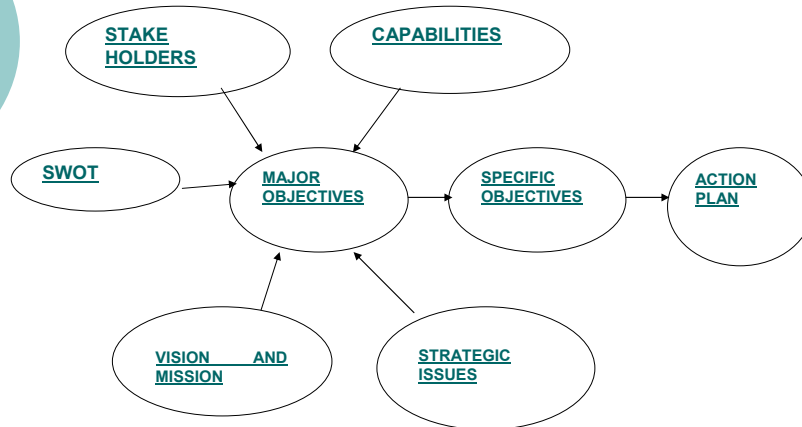 STAKE
HOLDERS
CAPABILITIES
SWOT
MAJOR
OBJECTIVES
SPECIFIC
OBJECTIVES
ACTION
PLAN
VISION AND
MISSION
STRATEGIC
ISSUES